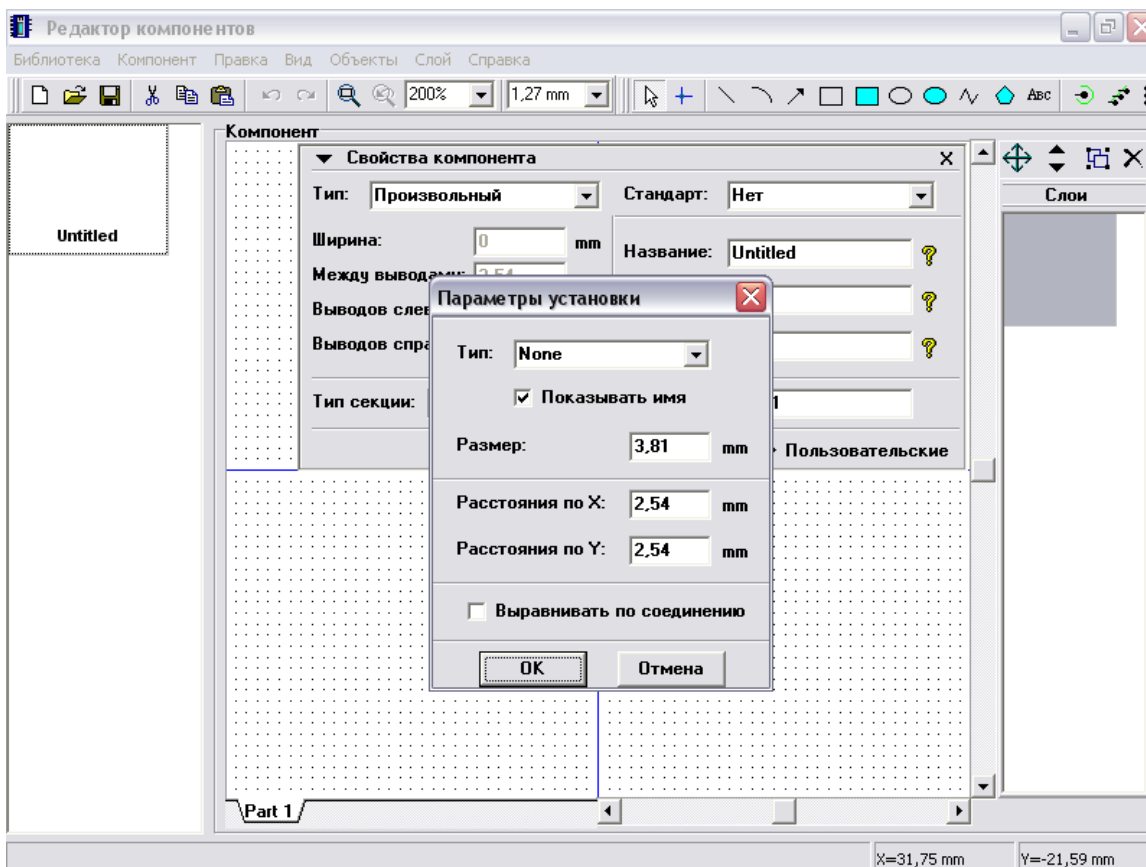 Редактор компонентов
Библиотека Компонент Правка Вид Объекты Слой Справка
200% 1,27 mm ABC
Компонент
Untitled
Свойства компонента
Тип: Произвольный Стандарт: Нет
Ширина: 0 mm
Название: Untitled
Между выводами: 2,54
Выводов
Выводов
Тип секции:
Пользовательские
Слои
Параметры установки
Тип: None
Показывать имя
Размер: 3,81 mm
Расстояния по X: 2,54 mm
Расстояния по Y: 2,54 mm
Выравнивать по соединению
OK Отмена
Part 1
X=31,75 mm Y=-21,59 mm